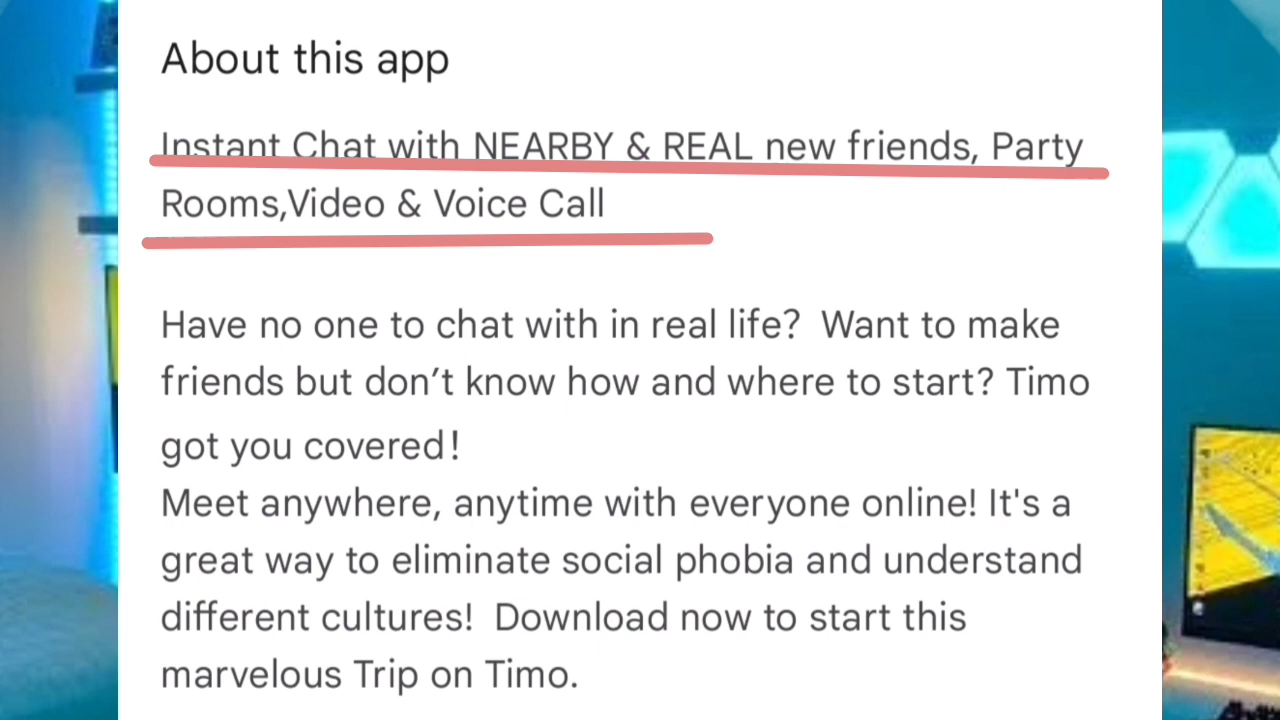 About this app
Instant Chat with NEARBY & REAL new friends, Party
Rooms,Video & Voice Call
Have no one to chat with in real life?  Want to make
friends but don’t know how and where to start? Timo
got you covered!
Meet anywhere, anytime with everyone online! It's a
great way to eliminate social phobia and understand
different cultures!  Download now to start this
marvelous Trip on Timo.